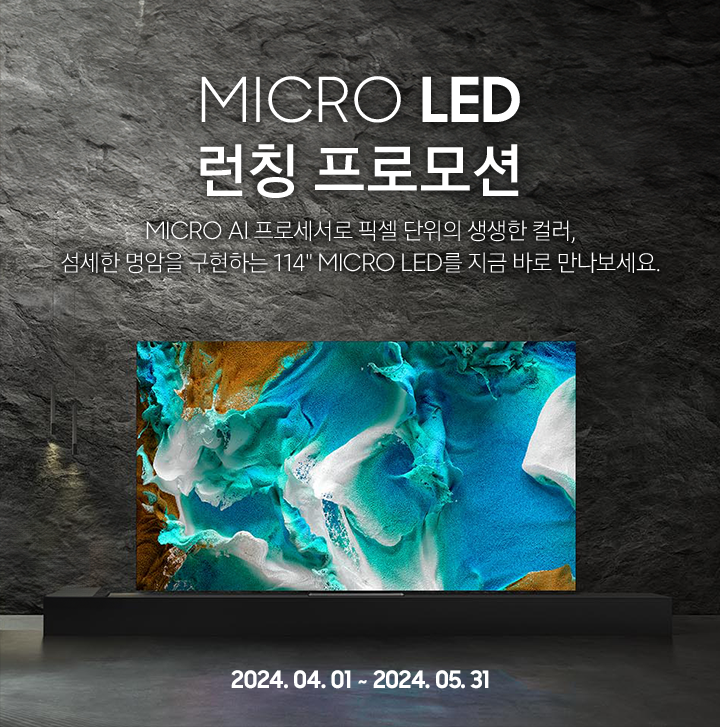 MICRO LED
런칭 프로모션
MICRO AI 프로세서로 픽셀 단위의 생생한 컬러,
섬세한 명암을 구현하는 114" MICRO LED를 지금 바로 만나보세요.
2024. 04. 01 ~ 2024. 05. 31